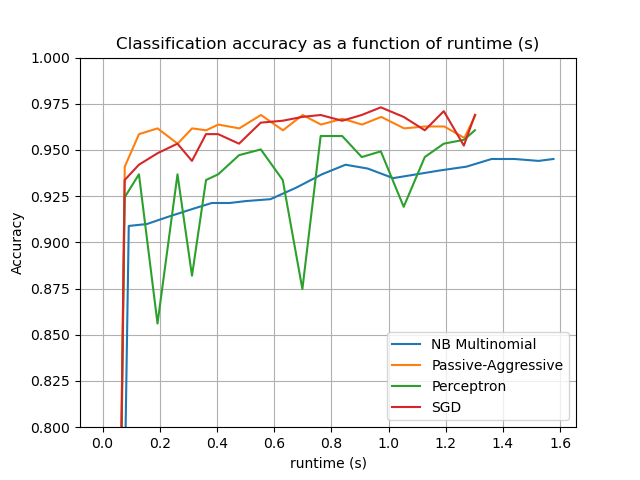 Classification accuracy as a function of runtime (s)
1.000
0.975
0.950
0.925
0.900
0.875
0.850
0.825
0.800
Accuracy
NB Multinomial
Passive-Aggressive
Perceptron
SGD
0.0 0.2 0.4 0.6 0.8 1.0 1.2 1.4 1.6
runtime (s)